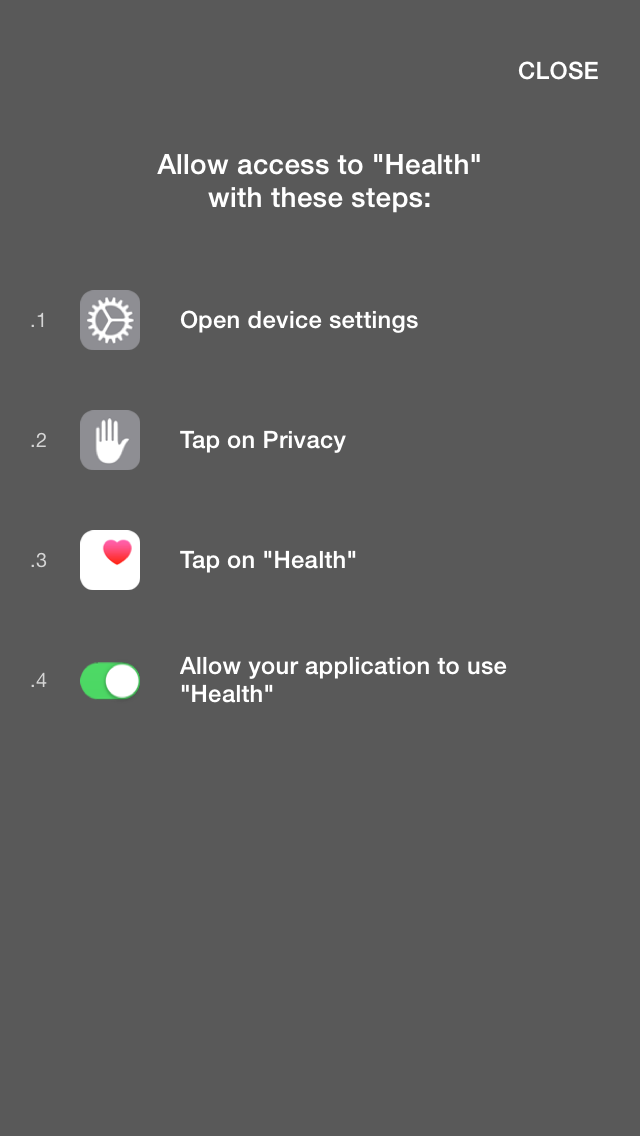 CLOSE
Allow access to "Health"
with these steps:
.1 Open device settings
.2 Tap on Privacy
.3 Tap on "Health"
.4 Allow your application to use
"Health"